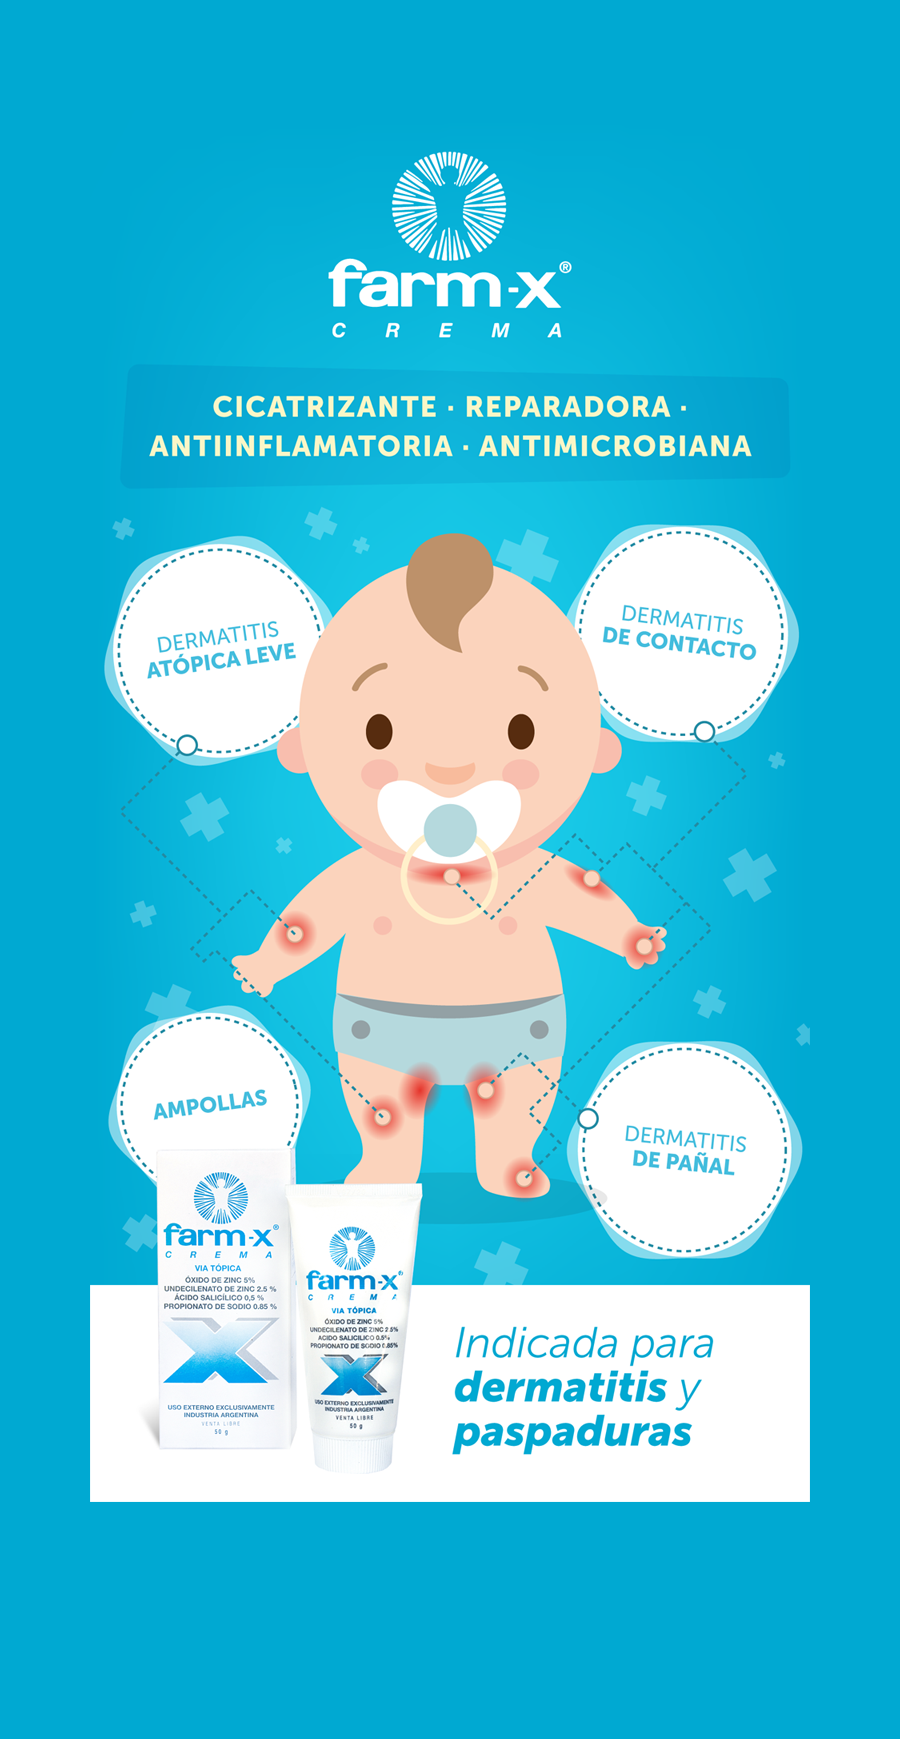 farm-x®
CREMA
CICATRIZANTE · REPARADORA ·
ANTIINFLAMATORIA · ANTIMICROBIANA
DERMATITIS
ATÓPICA LEVE
DERMATITIS
DE CONTACTO
AMPOLLAS
DERMATITIS
DE PAÑAL
farm-x®
CREMA
VIA TÓPICA
ÓXIDO DE ZINC 5%
UNDECILENATO DE ZINC 2.5 %
ÁCIDO SALICÍLICO 0,5 %
PROPIONATO DE SODIO 0.85 %
X
USO EXTERNO EXCLUSIVAMENTE
INDUSTRIA ARGENTINA
VENTA LIBRE
50 g
farm-x®
CREMA
VIA TÓPICA
ÓXIDO DE ZINC 5%
UNDECILENATO DE ZINC 2.5%
ACIDO SALICILICO 0.5%
PROPIONATO DE SODIO 0.85%
X
USO EXTERNO EXCLUSIVAMENTE
INDUSTRIA ARGENTINA
VENTA LIBRE
50 g
Indicada para
dermatitis y
paspaduras